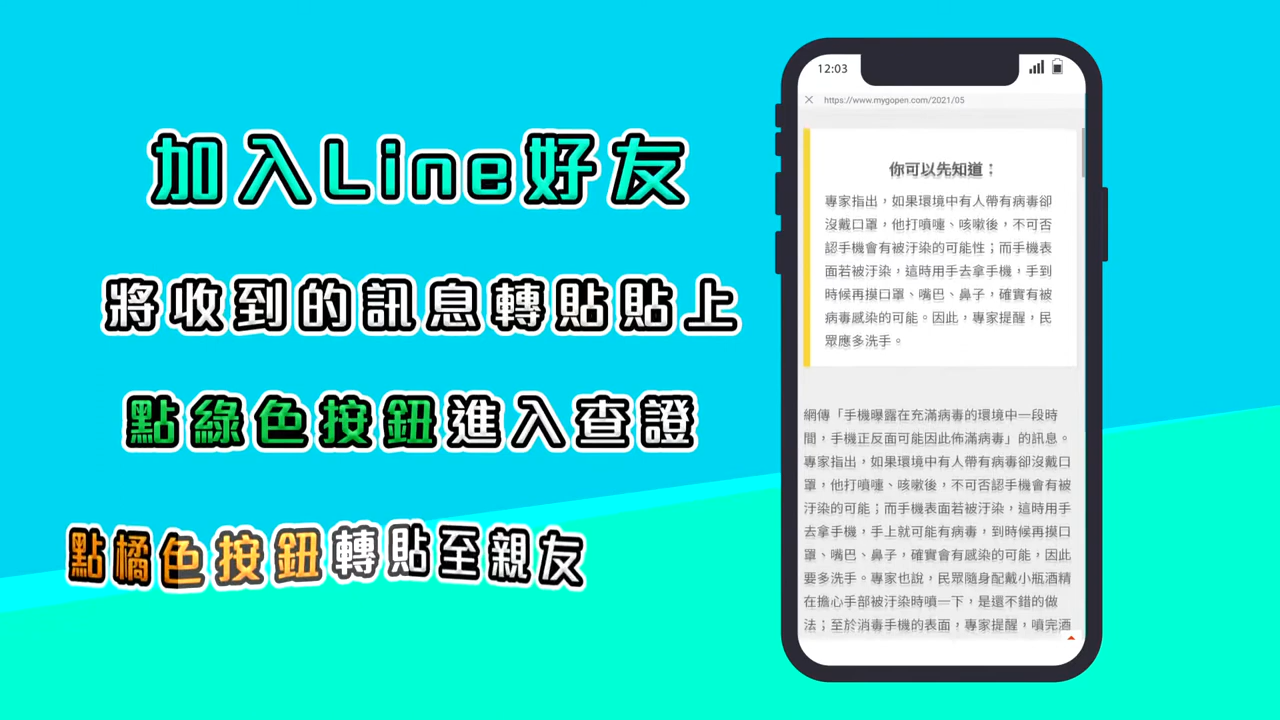 加入Line好友
將收到的訊息轉貼貼上
點綠色按鈕進入查證
點橘色按鈕轉貼至親友
12:03
https://www.mygopen.com/2021/05
你可以先知道：
專家指出，如果環境中有人帶有病毒卻
沒戴口罩，他打噴嚏、咳嗽後，不可否
認手機會有被汙染的可能性；而手機表
面若被汙染，這時用手去拿手機，手到
時候再摸口罩、嘴巴、鼻子，確實有被
病毒感染的可能。因此，專家提醒，民
眾應多洗手。
網傳「手機曝露在充滿病毒的環境中一段時
間，手機正反面可能因此佈滿病毒」的訊息。
專家指出，如果環境中有人帶有病毒卻沒戴口
罩，他打噴嚏、咳嗽後，不可否認手機會有被
汙染的可能；而手機表面若被汙染，這時用手
去拿手機，手上就可能有病毒，到時候再摸口
罩、嘴巴、鼻子，確實會有感染的可能，因此
要多洗手。專家也說，民眾隨身配戴小瓶酒精
在擔心手部被汙染時噴一下，是還不錯的做
法；至於消毒手機的表面，專家提醒，噴完酒